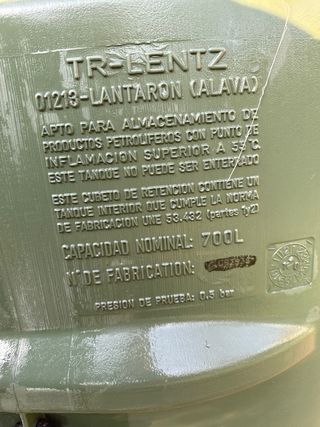 TR-LENTZ
01213-LANTARON (ALAVA)
APTO PARA ALMACENAMIENTO DE
PRODUCTOS PETROLIFEROS CON PUNTO DE
INFLAMACION SUPERIOR A 55°C
ESTE TANQUE NO PUEDE SER ENTERRADO
ESTE CUBETO DE RETENCION CONTIENE UN
TANQUE INTERIOR QUE CUMPLE LA NORMA
DE FABRICACION UNE 53.432 (partes 1y2)
CAPACIDAD NOMINAL: 700L
Nº DE FABRICATION:
PRESION DE PRUEBA: 0.3 bar